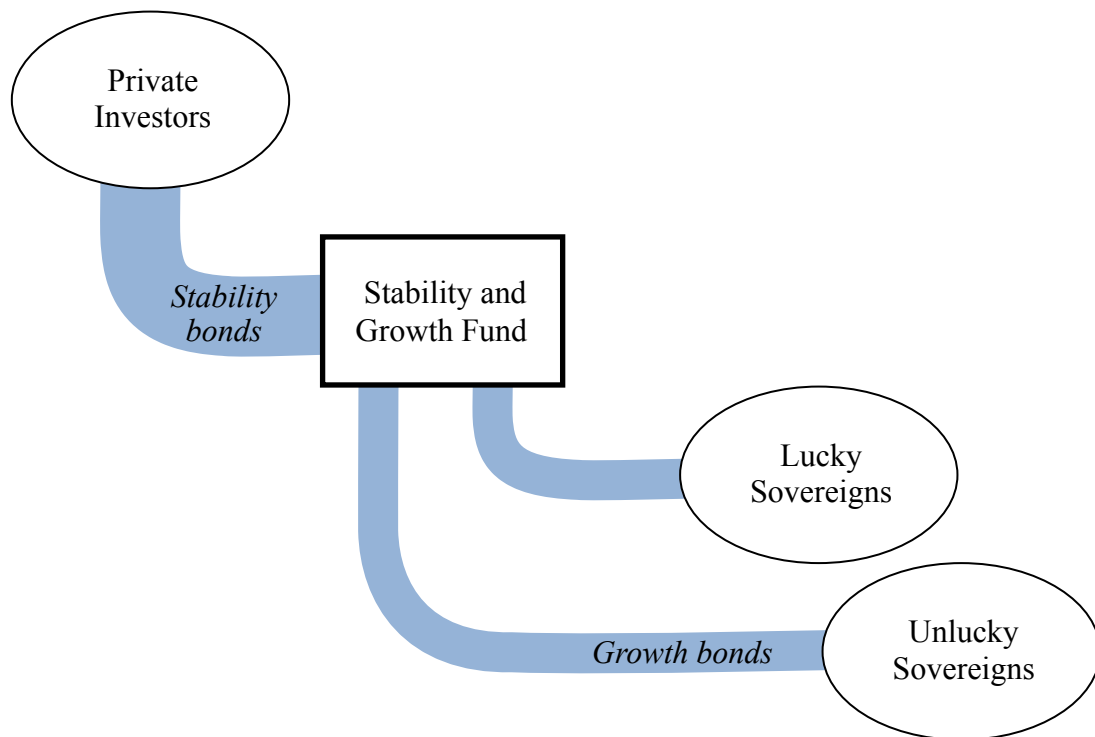 Private
Investors
Stability
bonds
Stability and
Growth Fund
Lucky
Sovereigns
Growth bonds
Unlucky
Sovereigns